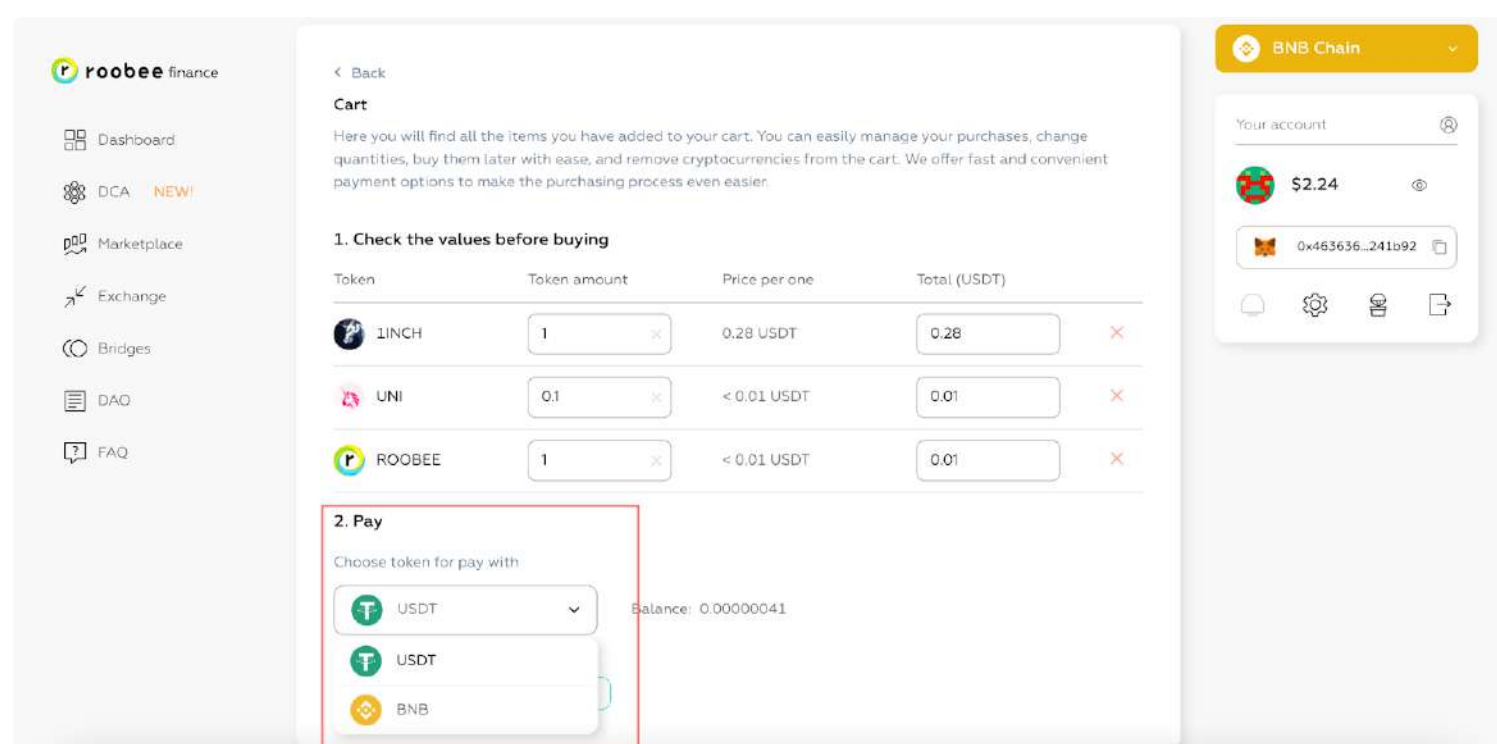 roobee finance
Dashboard
DCA NEW!
Marketplace
Exchange
Bridges
DAO
FAQ
< Back
Cart
Here you will find all the items you have added to your cart. You can easily manage your purchases, change
quantities, buy them later with ease, and remove cryptocurrencies from the cart. We offer fast and convenient
payment options to make the purchasing process even easier.
1. Check the values before buying
Token Token amount Price per one Total (USDT)
1INCH 1 0.28 USDT 0.28
UNI 0.1 < 0.01 USDT 0.01
ROOBEE 1 < 0.01 USDT 0.01
2. Pay
Choose token for pay with
USDT Balance: 0.00000041
USDT
BNB
BNB Chain
Your account
$2.24
0x463636...241b92